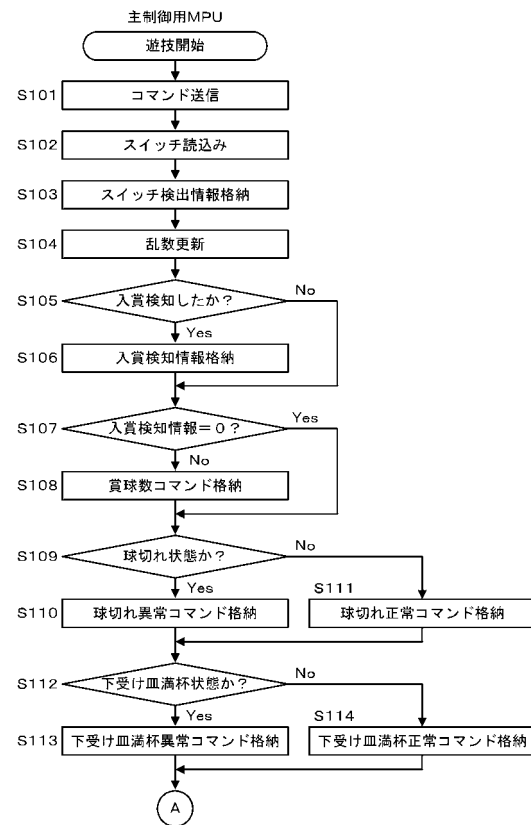 主制御用MPU
遊技開始
S101 コマンド送信
S102 スイッチ読込み
S103 スイッチ検出情報格納
S104 乱数更新
S105 入賞検知したか？ No
Yes
S106 入賞検知情報格納
S107 入賞検知情報＝０？ Yes
No
S108 賞球数コマンド格納
S109 球切れ状態か？ No
Yes S111
S110 球切れ異常コマンド格納 球切れ正常コマンド格納
S112 下受け皿満杯状態か？ No
Yes S114
S113 下受け皿満杯異常コマンド格納 下受け皿満杯正常コマンド格納
A